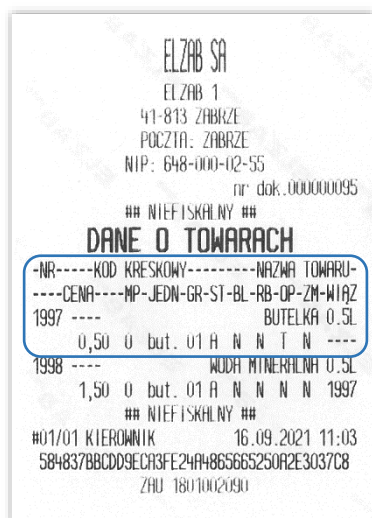 ELZAB SA
ELZAB 1
41-813 ZABRZE
POCZTA: ZABRZE
NIP: 648-000-02-55
nr dok.000000095
## NIEFISKALNY ##
DANE O TOWARACH
-NR-----KOD KRESKOWY---------NAZWA TOWARU-
----CENA----MP-JEDN-GR-ST-BL-RB-OP-ZM-WIĄZ
1997 ---- BUTELKA 0.5L
0,50 0 but. 01 A N N T N ----
1998 ---- WODA MINERALNA 0.5L
1,50 0 but. 01 A N N N N 1997
## NIEFISKALNY ##
#01/01 KIEROWNIK 16.09.2021 11:03
584837BBCDD9ECA3FE24A4865665250A2E3037C8
ZAU 1801002090